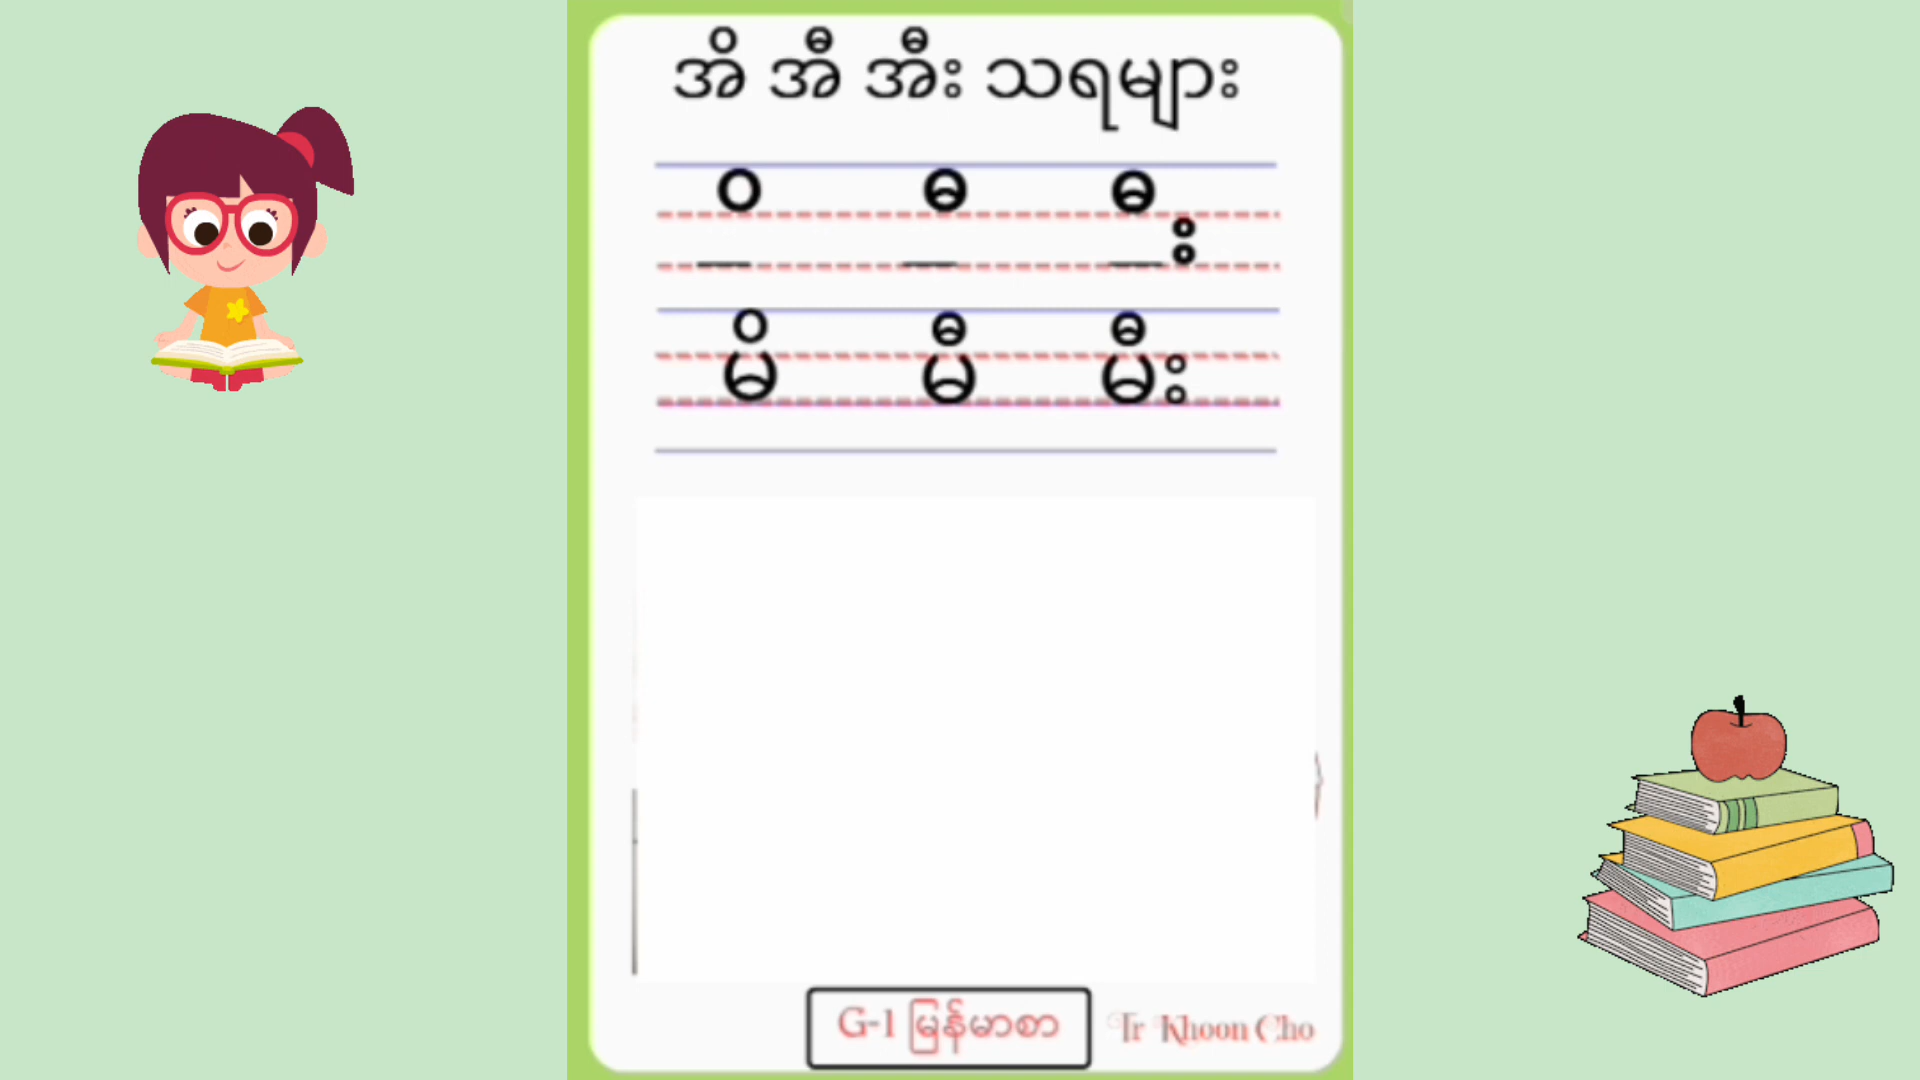 အိ အီ အီး သရများ
ိ ီ ီး
မိ မီ မီး
G-1 မြန်မာစာ
Tr Khoon Cho